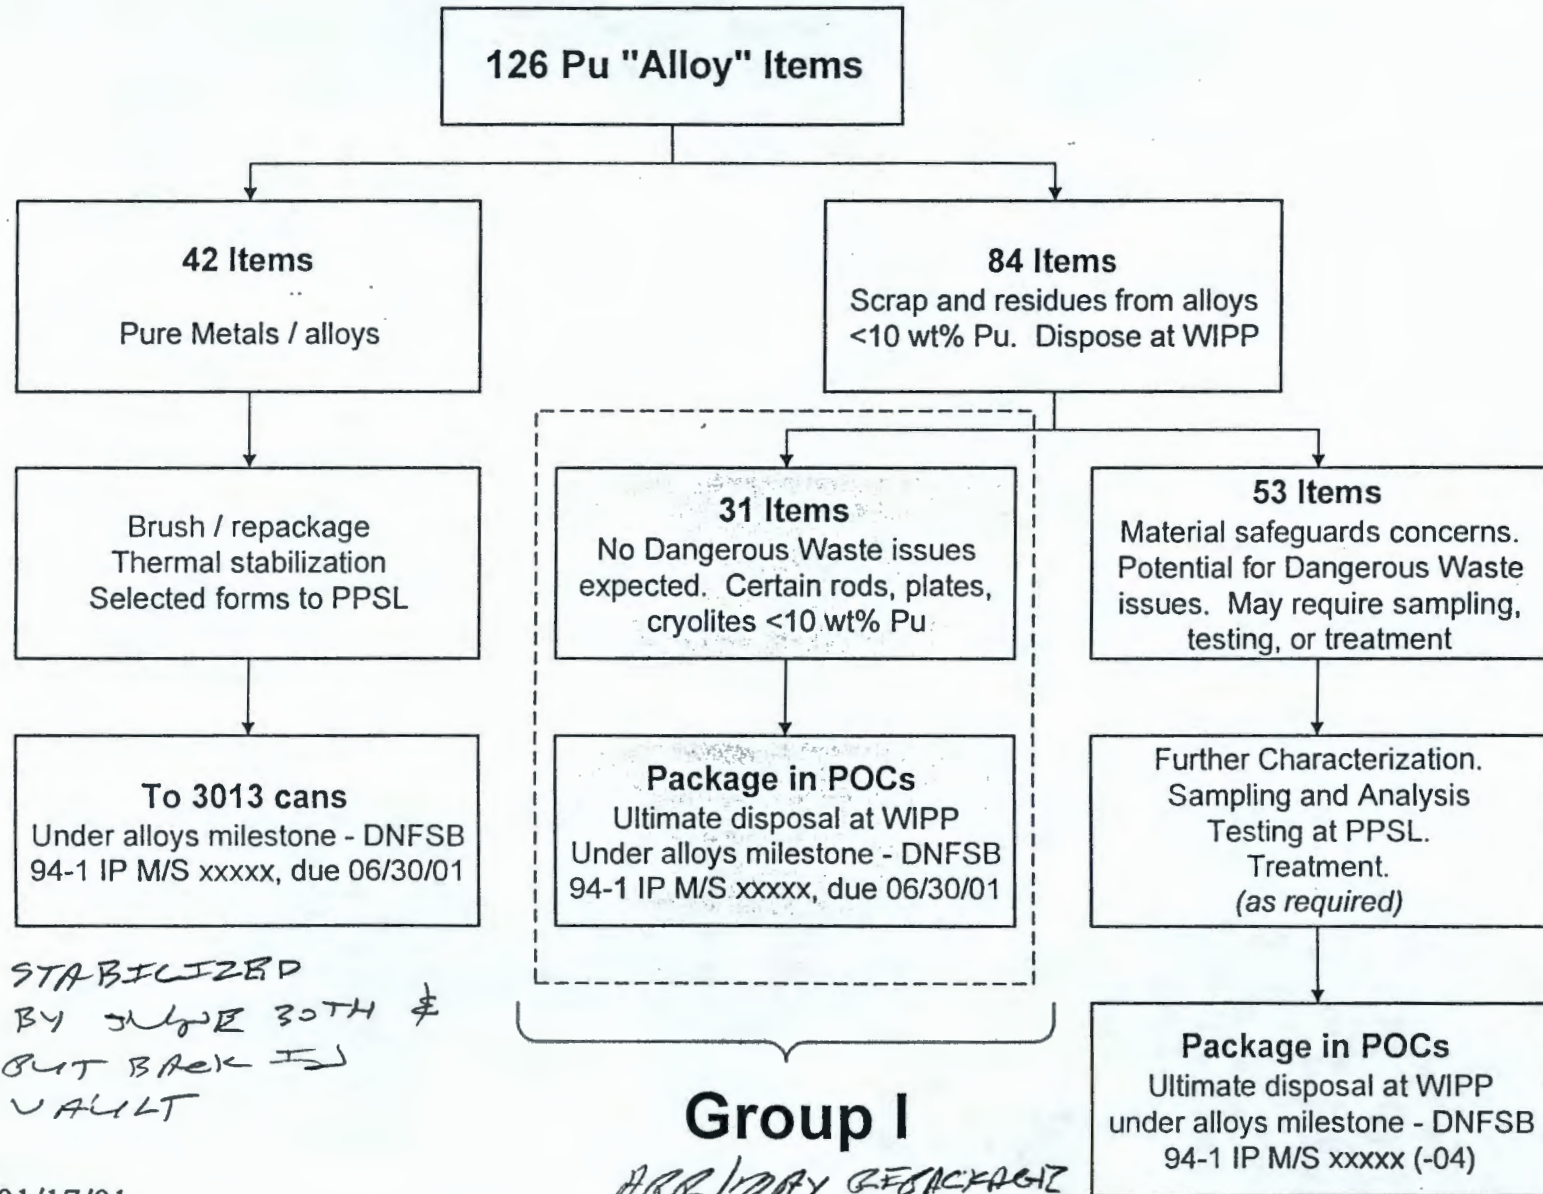 126 Pu "Alloy" Items
42 Items
Pure Metals / alloys
84 Items
Scrap and residues from alloys
<10 wt% Pu. Dispose at WIPP
Brush / repackage
Thermal stabilization
Selected forms to PPSL
31 Items
No Dangerous Waste issues
expected. Certain rods, plates,
cryolites <10 wt% Pu
53 Items
Material safeguards concerns.
Potential for Dangerous Waste
issues. May require sampling,
testing, or treatment
To 3013 cans
Under alloys milestone - DNFSB
94-1 IP M/S xxxxx, due 06/30/01
Package in POCs
Ultimate disposal at WIPP
Under alloys milestone - DNFSB
94-1 IP M/S xxxxx, due 06/30/01
Further Characterization.
Sampling and Analysis
Testing at PPSL.
Treatment.
(as required)
STABILIZED
BY JUNE 30TH &
PUT BACK IN
VAULT
Group I
Package in POCs
Ultimate disposal at WIPP
under alloys milestone - DNFSB
94-1 IP M/S xxxxx (-04)
REPACKAGE